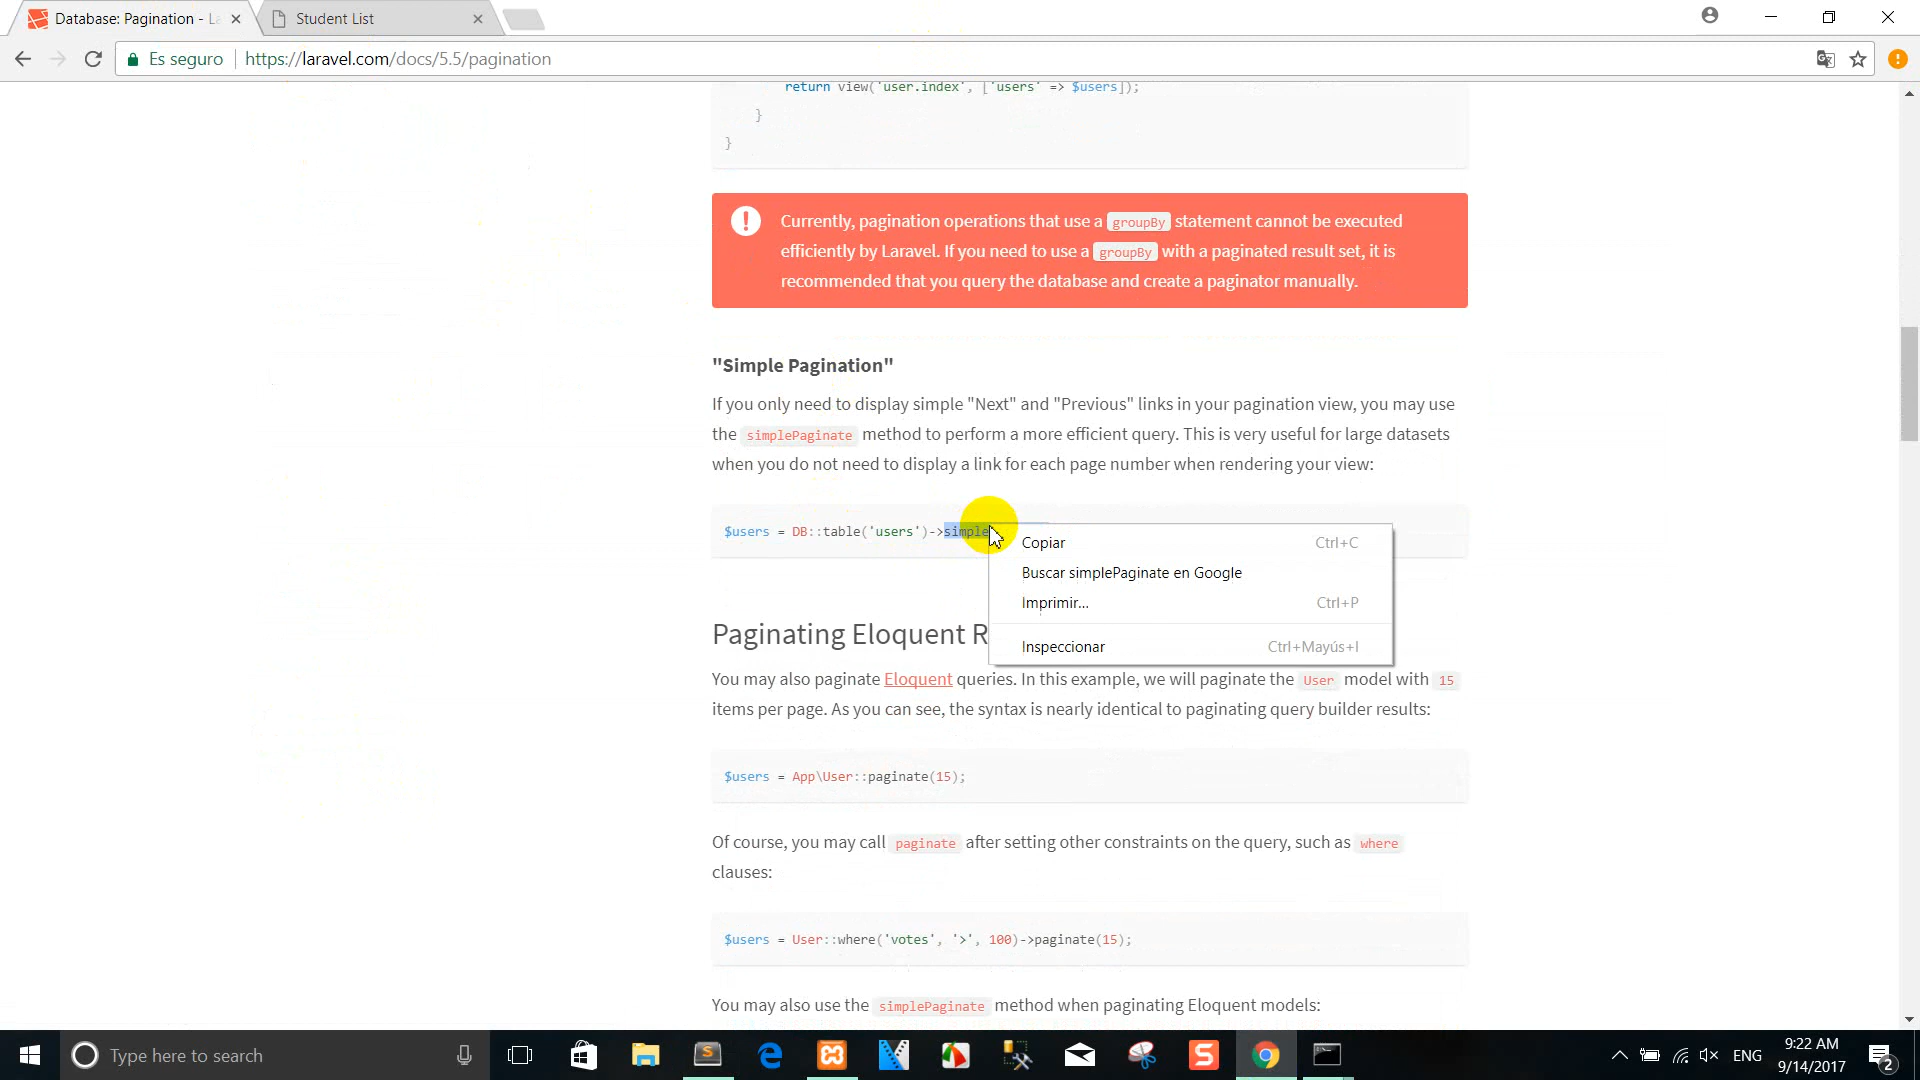 Database: Pagination - La
Student List
Es seguro
https://laravel.com/docs/5.5/pagination
return view('user.index', ['users' => $users]);
}
}
Currently, pagination operations that use a groupBy statement cannot be executed
efficiently by Laravel. If you need to use a groupBy with a paginated result set, it is
recommended that you query the database and create a paginator manually.
"Simple Pagination"
If you only need to display simple "Next" and "Previous" links in your pagination view, you may use
the simplePaginate method to perform a more efficient query. This is very useful for large datasets
when you do not need to display a link for each page number when rendering your view:
$users = DB::table('users')->simple
Copiar Ctrl+C
Buscar simplePaginate en Google
Imprimir... Ctrl+P
Inspeccionar Ctrl+Mayús+I
Paginating Eloquent R
You may also paginate Eloquent queries. In this example, we will paginate the User model with 15
items per page. As you can see, the syntax is nearly identical to paginating query builder results:
$users = App\User::paginate(15);
Of course, you may call paginate after setting other constraints on the query, such as where
clauses:
$users = User::where('votes', '>', 100)->paginate(15);
You may also use the simplePaginate method when paginating Eloquent models:
Type here to search
ENG
9:22 AM
9/14/2017
2